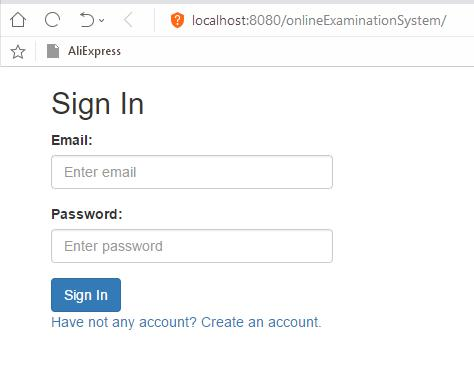 localhost:8080/onlineExaminationSystem/
AliExpress
Sign In
Email:
Enter email
Password:
Enter password
Sign In
Have not any account? Create an account.